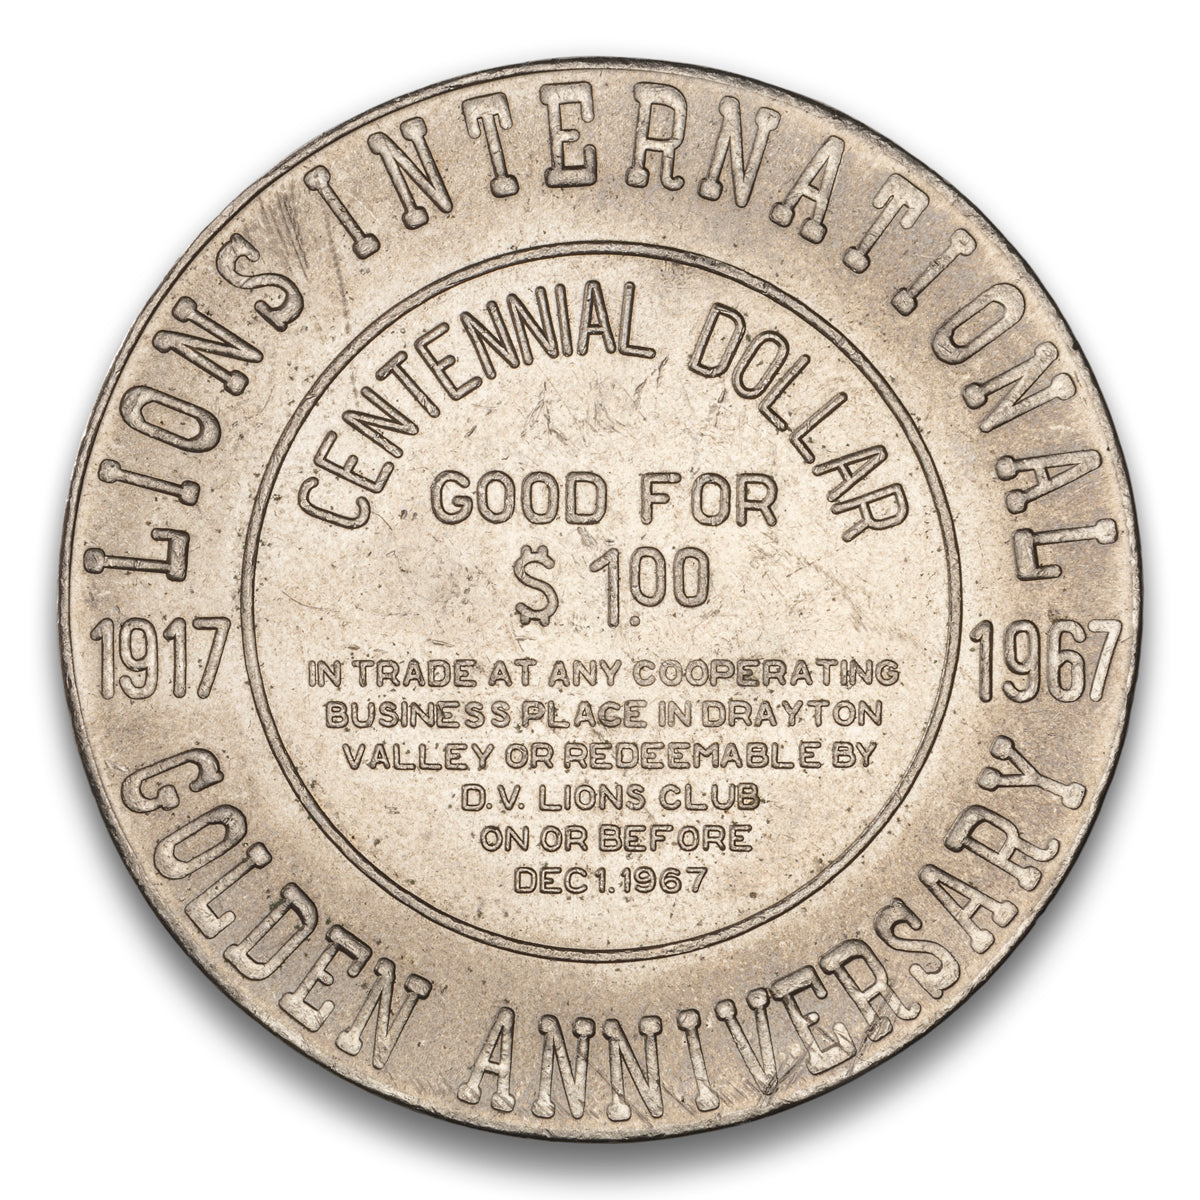 LIONS INTERNATIONAL
1917
1967
GOLDEN ANNIVERSARY
CENTENNIAL DOLLAR
GOOD FOR
$ 1.00
IN TRADE AT ANY COOPERATING
BUSINESS PLACE IN DRAYTON
VALLEY OR REDEEMABLE BY
D.V. LIONS CLUB
ON OR BEFORE
DEC 1. 1967